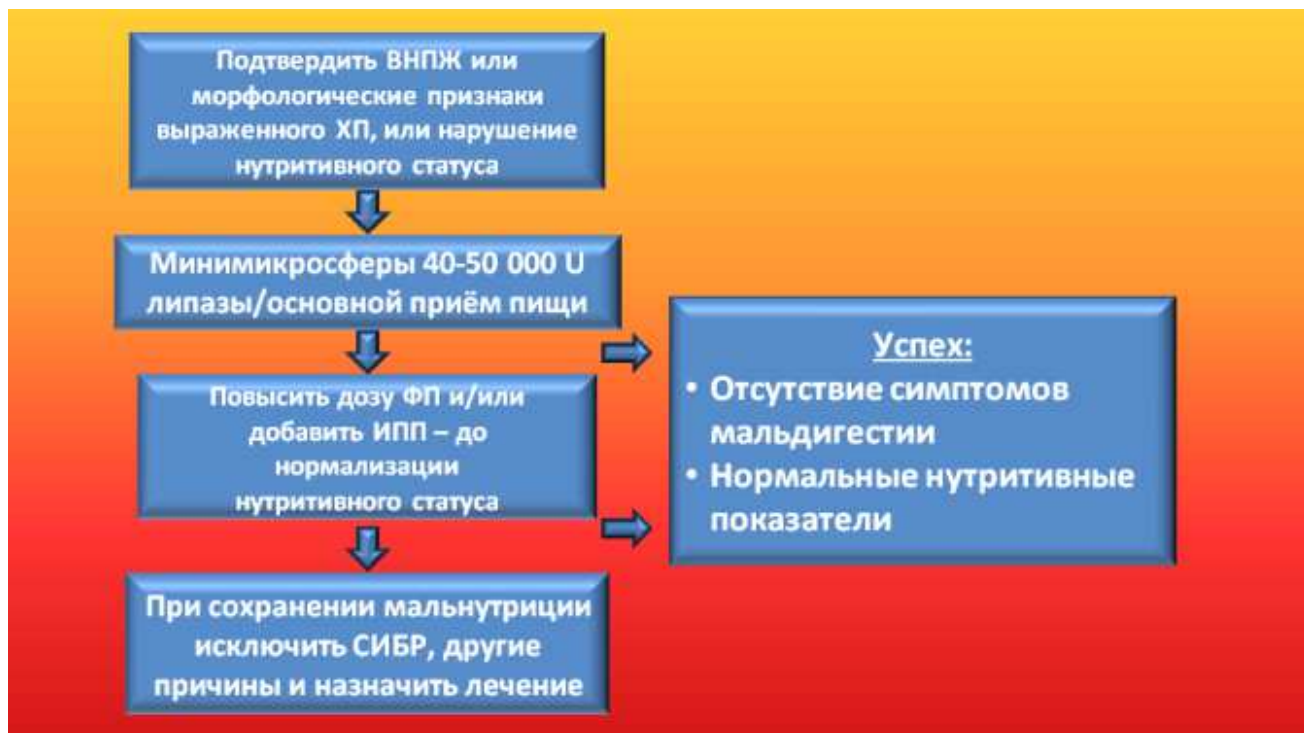 Подтвердить ВНПЖ или
морфологические признаки
выраженного ХП, или нарушение
нутритивного статуса
Минимикросферы 40-50 000 U
липазы/основной приём пищи
Повысить дозу ФП и/или
добавить ИПП – до
нормализации
нутритивного статуса
При сохранении мальнутриции
исключить СИБР, другие
причины и назначить лечение
Успех:
• Отсутствие симптомов
мальдигестии
• Нормальные нутритивные
показатели